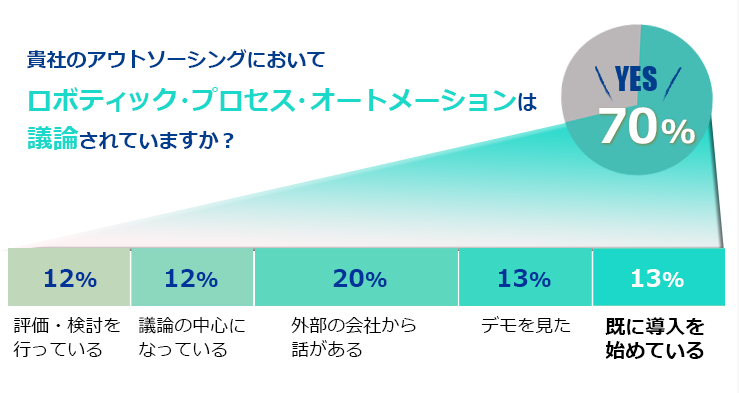 貴社のアウトソーシングにおいて
ロボティック・プロセス・オートメーションは
議論されていますか？
YES
70%
12%
12%
20%
13%
13%
評価・検討を
行っている
議論の中心に
なっている
外部の会社から
話がある
デモを見た
既に導入を
始めている